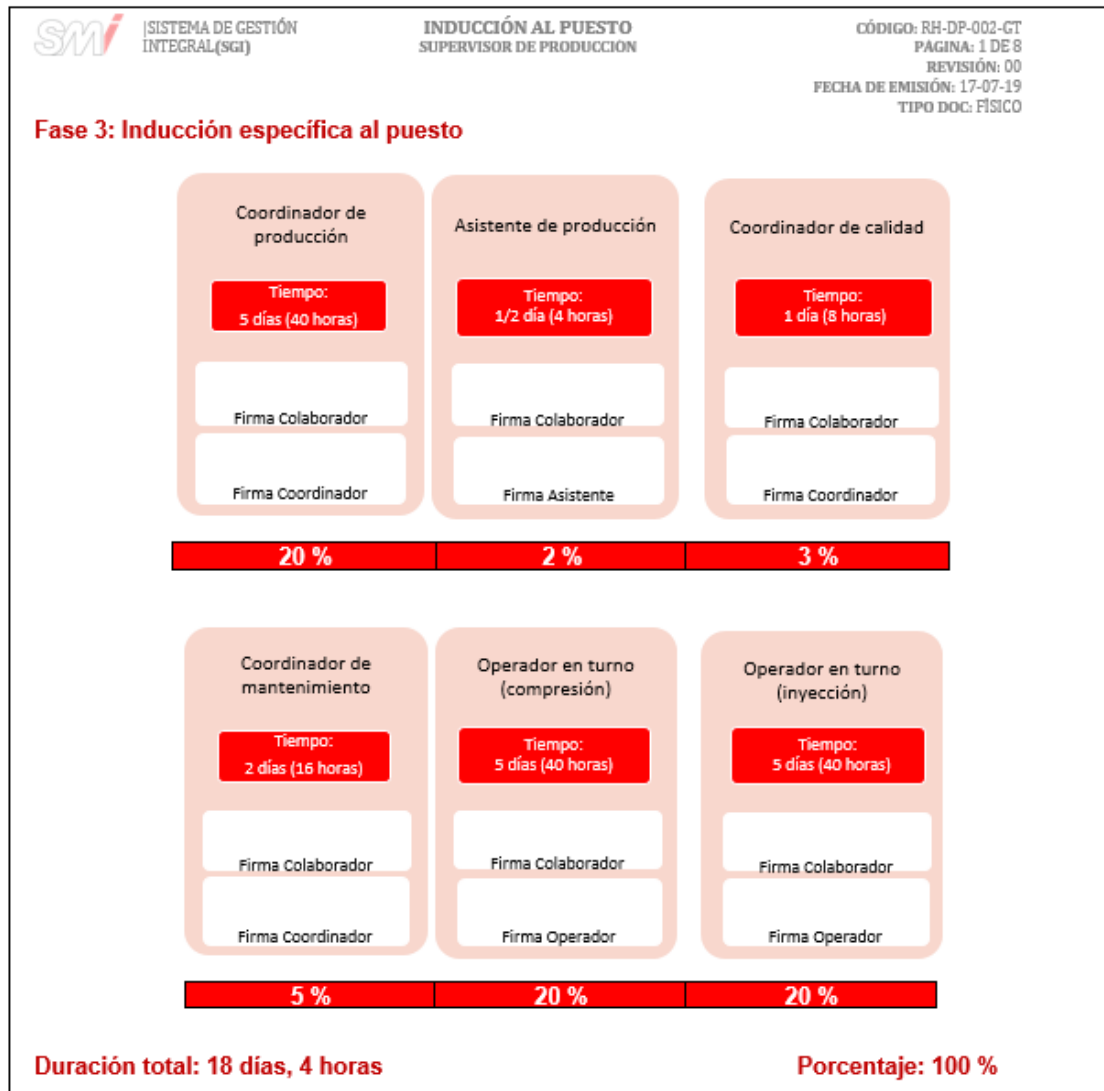 SMi
|SISTEMA DE GESTIÓN
INTEGRAL(SGI)
INDUCCIÓN AL PUESTO
SUPERVISOR DE PRODUCCIÓN
CÓDIGO: RH-DP-002-GT
PÁGINA: 1 DE 8
REVISIÓN: 00
FECHA DE EMISIÓN: 17-07-19
TIPO DOC: FÍSICO
Fase 3: Inducción específica al puesto
Coordinador de
producción
Tiempo:
5 días (40 horas)
Firma Colaborador
Firma Coordinador
Asistente de producción
Tiempo:
1/2 día (4 horas)
Firma Colaborador
Firma Asistente
Coordinador de calidad
Tiempo:
1 día (8 horas)
Firma Colaborador
Firma Coordinador
20 %
2 %
3 %
Coordinador de
mantenimiento
Tiempo:
2 días (16 horas)
Firma Colaborador
Firma Coordinador
Operador en turno
(compresión)
Tiempo:
5 días (40 horas)
Firma Colaborador
Firma Operador
Operador en turno
(inyección)
Tiempo:
5 días (40 horas)
Firma Colaborador
Firma Operador
5 %
20 %
20 %
Duración total: 18 días, 4 horas
Porcentaje: 100 %